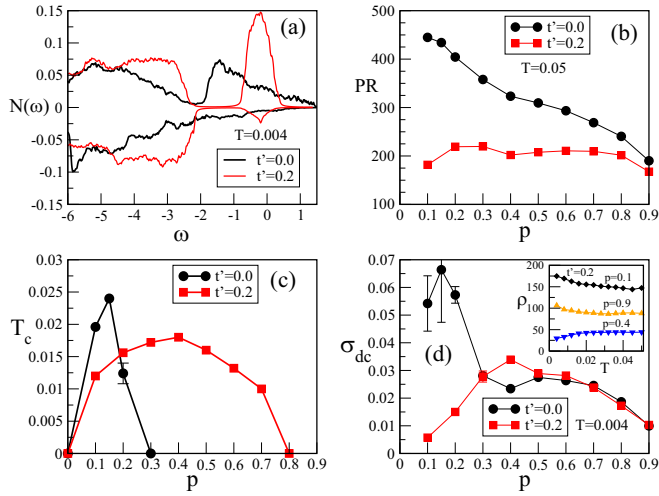 (a)
N(ω)
0.15
0.1
0.05
0
0.05
0.1
-0.15
T=0.004
t'=0.0
t'=0.2
-6 -5 -4 -3 -2 -1 0 1
ω
(b)
PR
450
400
350
300
250
200
150
100
t'=0.0
t'=0.2
T=0.05
0.1 0.2 0.3 0.4 0.5 0.6 0.7 0.8 0.9
p
(c)
T_c
0.03
0.025
0.02
0.015
0.01
0.005
0
t'=0.0
t'=0.2
0 0.1 0.2 0.3 0.4 0.5 0.6 0.7 0.8 0.9
p
(d)
σ_dc
0.07
0.06
0.05
0.04
0.03
0.02
0.01
0
t'=0.0
t'=0.2
T=0.004
0.1 0.2 0.3 0.4 0.5 0.6 0.7 0.8 0.9
p
ρ
200
150
100
50
0
t'=0.2
p=0.1
p=0.9
p=0.4
0 0.02 0.04
T